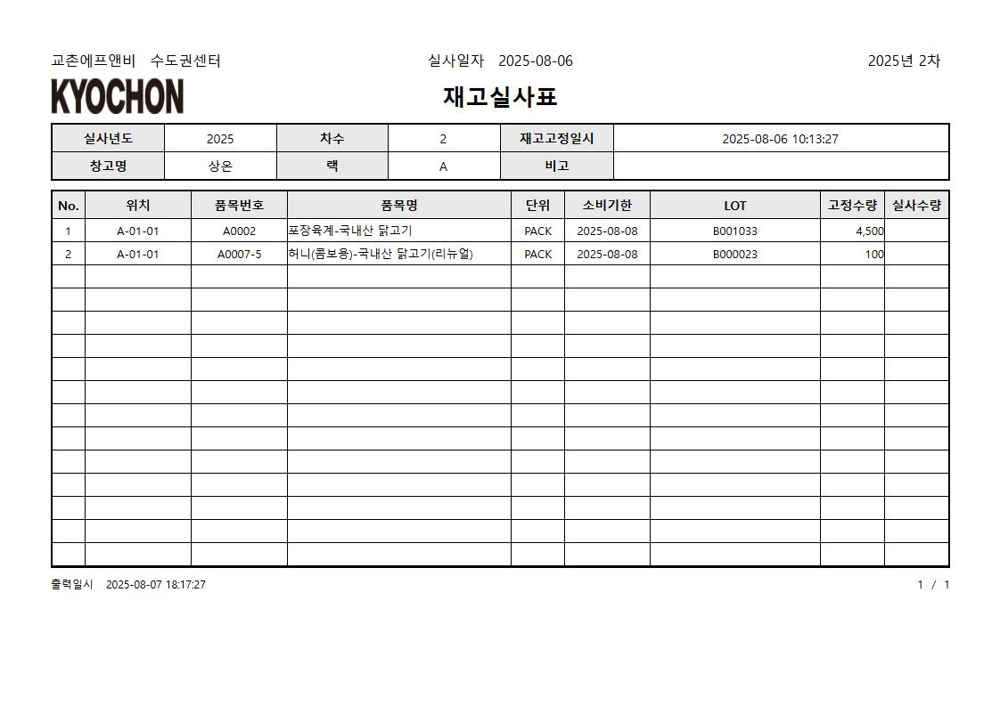 교촌에프앤비 수도권센터 실사일자 2025-08-06 2025년 2차
KYOCHON 재고실사표
실사년도 2025 차수 2 재고고정일시 2025-08-06 10:13:27
창고명 상온 랙 A 비고
No. 위치 품목번호 품목명 단위 소비기한 LOT 고정수량 실사수량
1 A-01-01 A0002 포장육계-국내산 닭고기 PACK 2025-08-08 B001033 4,500
2 A-01-01 A0007-5 허니(콤보용)-국내산 닭고기(리뉴얼) PACK 2025-08-08 B000023 100
출력일시 2025-08-07 18:17:27 1 / 1